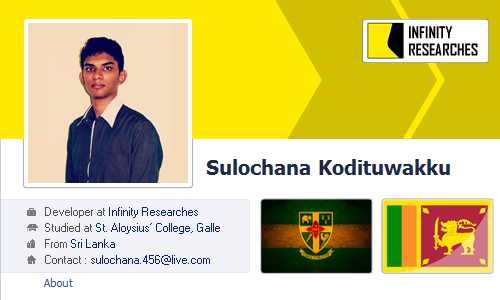 INFINITY
RESEARCHES
Sulochana Kodituwakku
Developer at Infinity Researches
Studied at St. Aloysius´ College, Galle
From Sri Lanka
Contact : sulochana.456@live.com
About